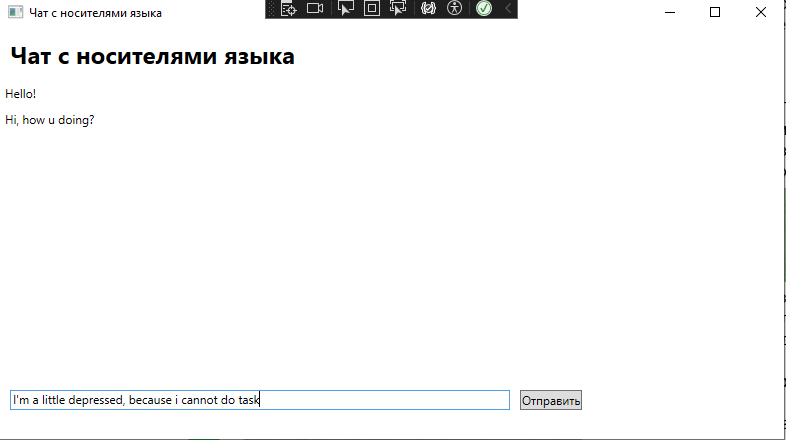 Чат с носителями языка
Чат с носителями языка
Hello!
Hi, how u doing?
I'm a little depressed, because i cannot do task
Отправить